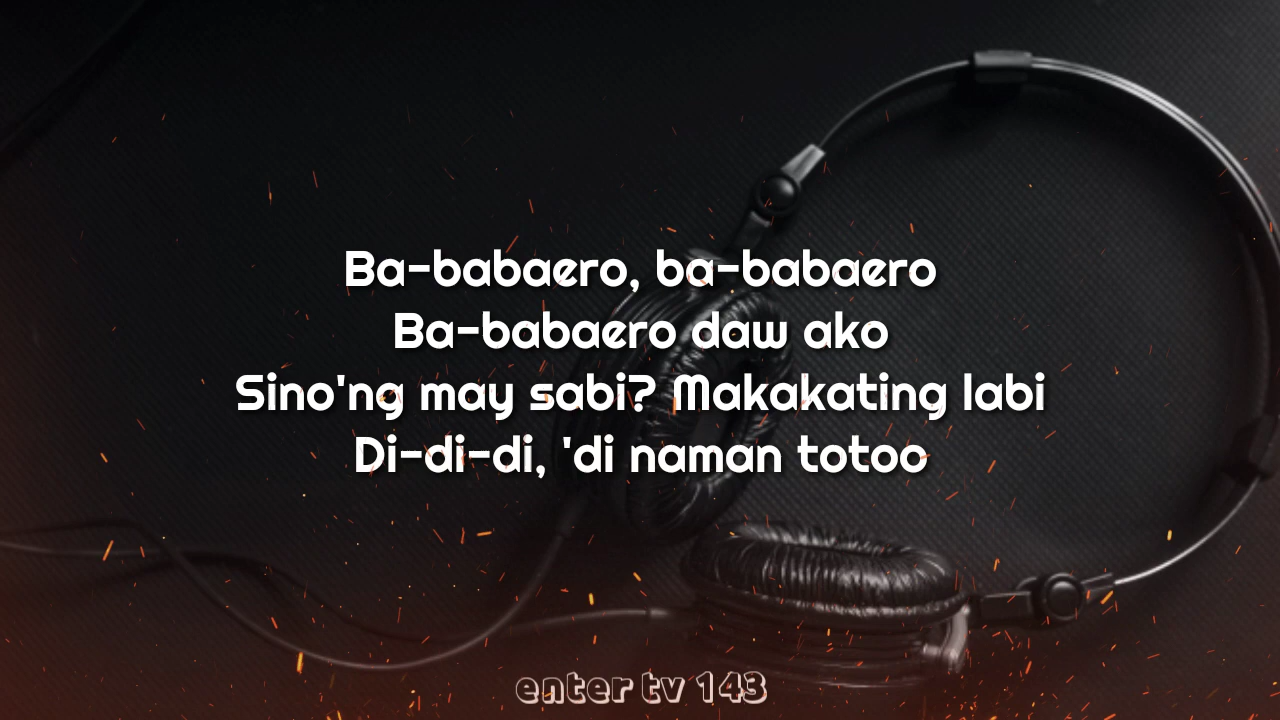 Ba-babaero, ba-babaero
Ba-babaero daw ako
Sino'ng may sabi? Makakating labi
Di-di-di, 'di naman totoo
enter tv 143